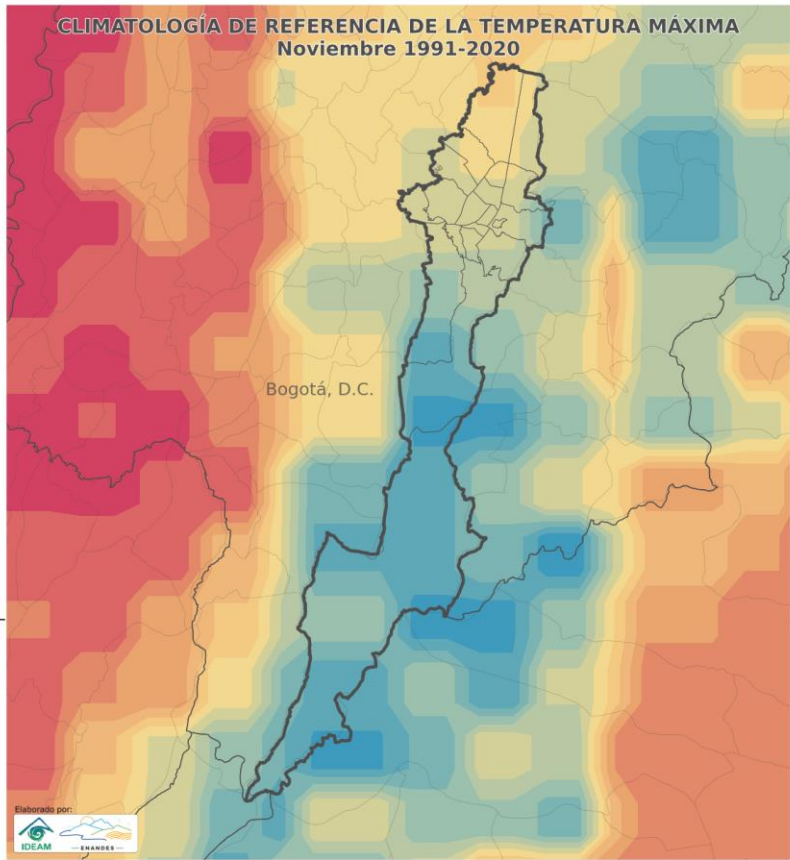 CLIMATOLOGÍA DE REFERENCIA DE LA TEMPERATURA MÁXIMA
Noviembre 1991-2020
Bogotá, D.C.
Elaborado por:
IDEAM
ENANDES